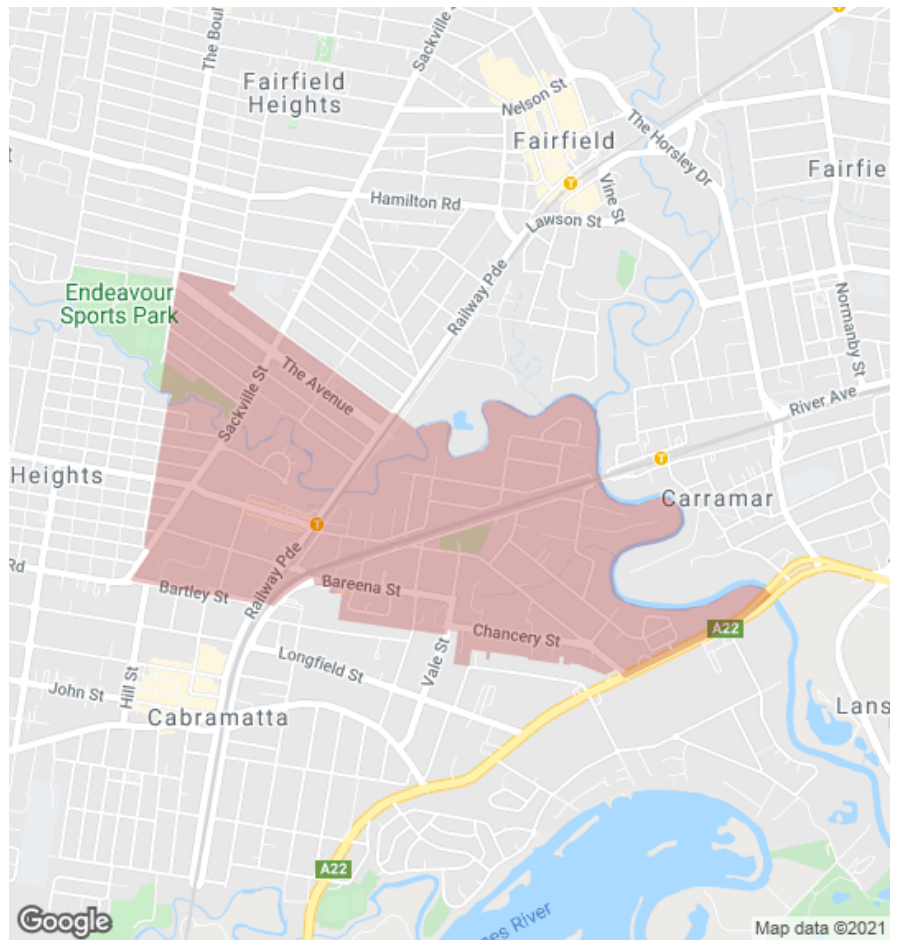 The Boul
Sackville S
Fairfield
Heights
Nelson St
Fairfield
The Horsley Dr
Fairfie
Vine St
Hamilton Rd
Lawson St
Railway Pde
Endeavour
Sports Park
Normanby St
The Avenue
Sackville St
River Ave
Heights
Carramar
Rd
Railway Pde
Bartley St
Bareena St
A22
Chancery St
Vale St
Longfield St
Hill St
John St
Cabramatta
Lans
A22
es River
Google
Map data ©2021